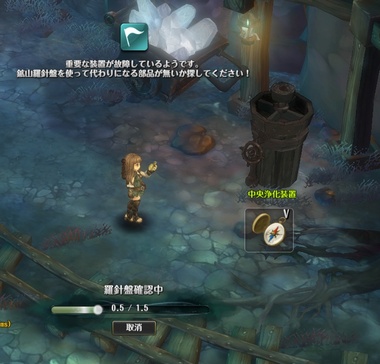 重要な装置が故障しているようです。
鉱山羅針盤を使って代わりになる部品が無いか探してください!
中央浄化装置
V
羅針盤確認中
0.5 / 1.5
取消
ms)